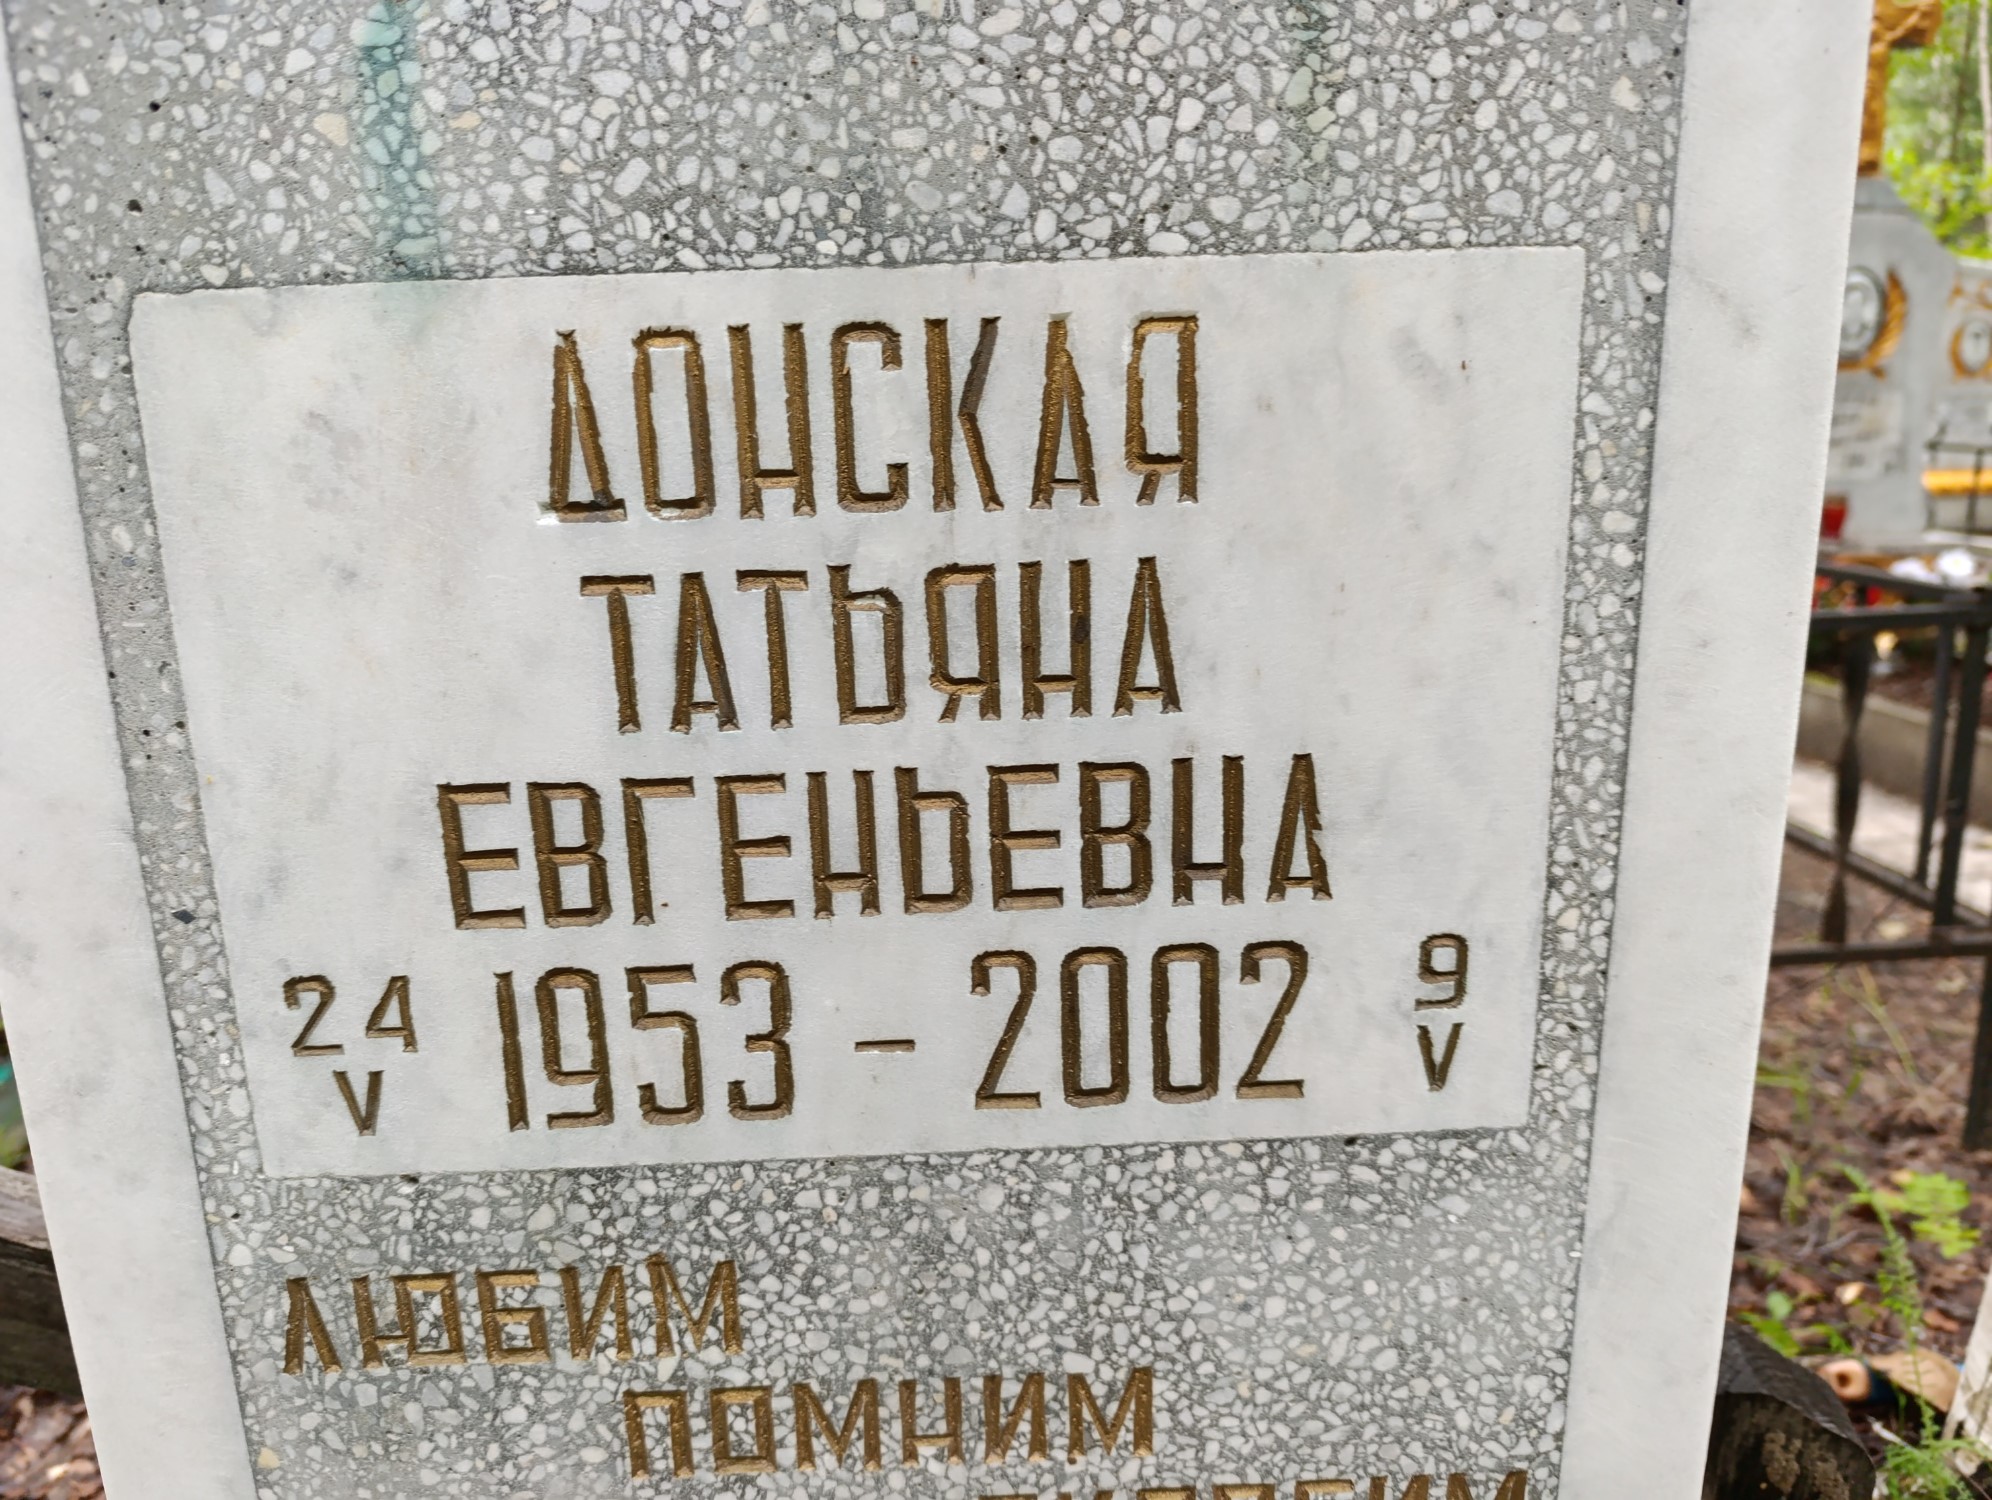 ДОНСКАЯ
ТАТЬЯНА
ЕВГЕНЬЕВНА
24 V 1953 – 2002 9 V
ЛЮБИМ
ПОМНИМ